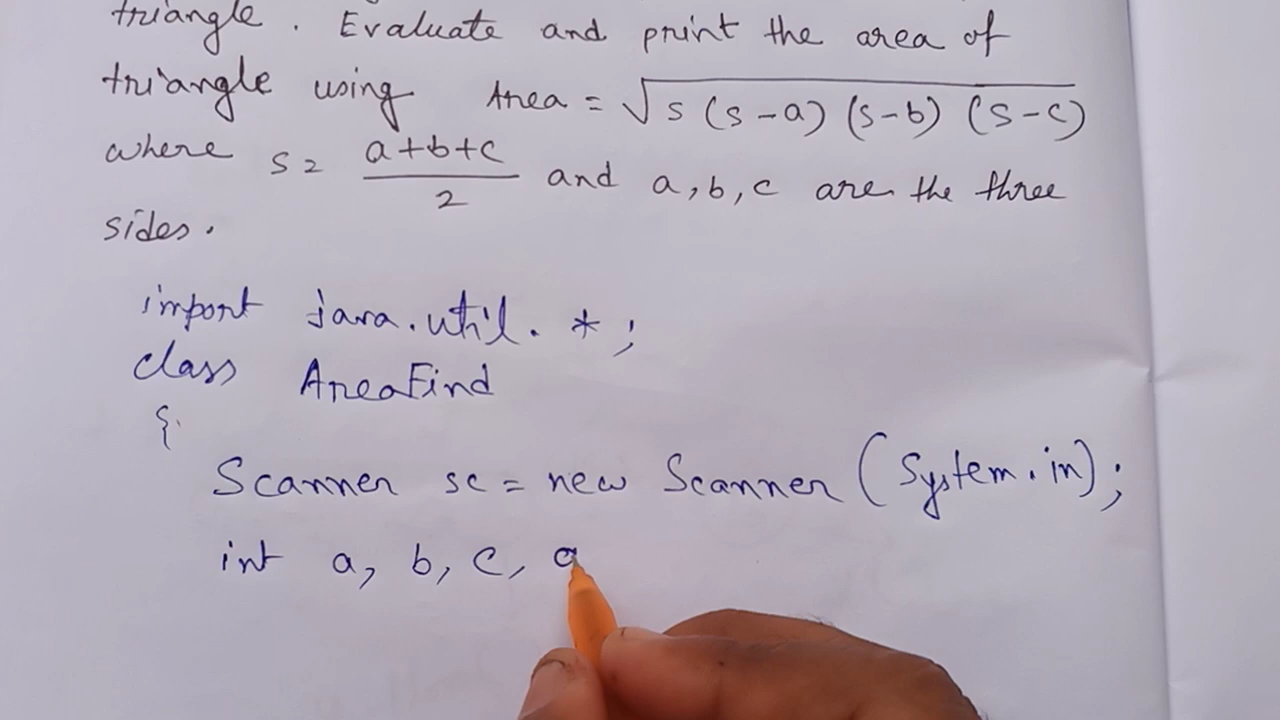 triangle. Evaluate and print the area of
triangle using Area = √s(s-a)(s-b)(s-c)
where s = a+b+c/2 and a, b, c are the three
sides.
import java.util.*;
class AreaFind
{
Scanner sc = new Scanner (System.in);
int a, b, c, a